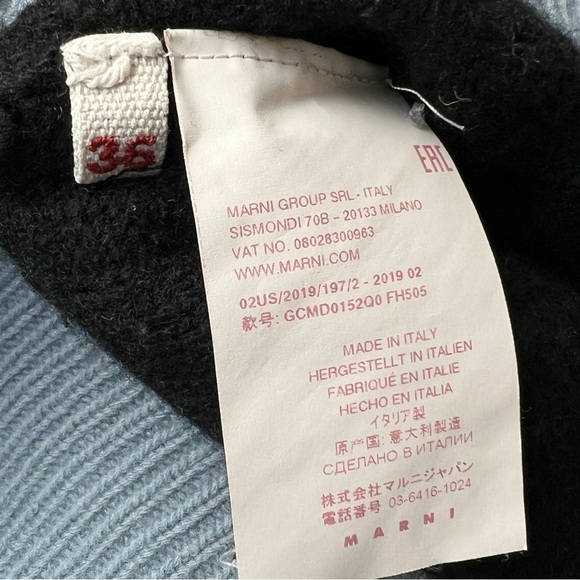 36
EAC
MARNI GROUP SRL - ITALY
SISMONDI 70B - 20133 MILANO
VAT NO. 08028300963
WWW.MARNI.COM
02US/2019/197/2 - 2019 02
款号: GCMD0152Q0 FH505
MADE IN ITALY
HERGESTELLT IN ITALIEN
FABRIQUÉ EN ITALIE
HECHO EN ITALIA
イタリア製
原产国: 意大利製造
СДЕЛАНО В ИТАЛИИ
株式会社マルニジャパン
電話番号 03-6416-1024
MARNI